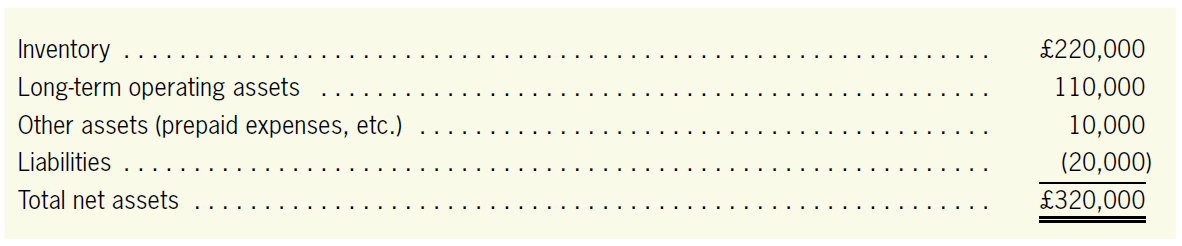 Inventory . . . . . . . . . . . . . . . . . . . . . . . . . . . . . . . . . . . . . . . . . . . . . . . . . . . . . . . . . . . . . . £220,000
Long-term operating assets . . . . . . . . . . . . . . . . . . . . . . . . . . . . . . . . . . . . . . . . . . . . . . . . 110,000
Other assets (prepaid expenses, etc.) . . . . . . . . . . . . . . . . . . . . . . . . . . . . . . . . . . . . . . . . . 10,000
Liabilities . . . . . . . . . . . . . . . . . . . . . . . . . . . . . . . . . . . . . . . . . . . . . . . . . . . . . . . . . . . . . . (20,000)
Total net assets . . . . . . . . . . . . . . . . . . . . . . . . . . . . . . . . . . . . . . . . . . . . . . . . . . . . . . . . . £320,000